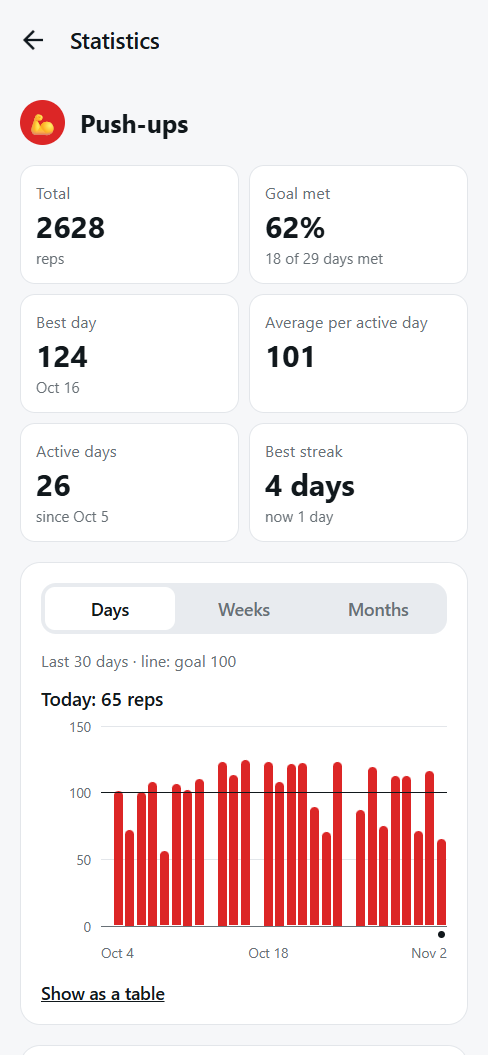 Statistics
Push-ups
Total
2628
reps
Goal met
62%
18 of 29 days met
Best day
124
Oct 16
Average per active day
101
Active days
26
since Oct 5
Best streak
4 days
now 1 day
Days Weeks Months
Last 30 days · line: goal 100
Today: 65 reps
150
100
50
0
Oct 4 Oct 18 Nov 2
Show as a table